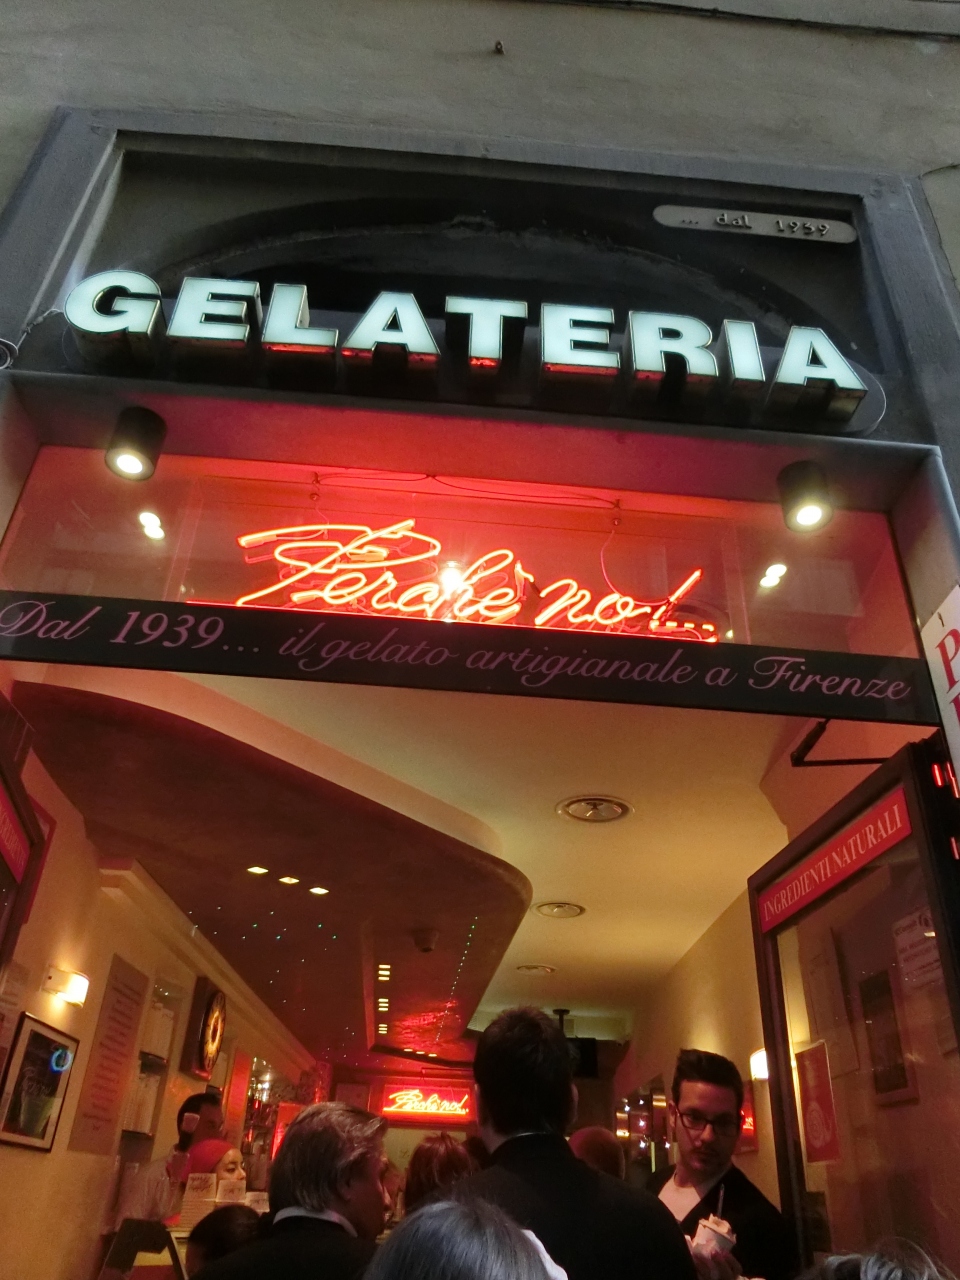 ... dal 1939
GELATERIA
Perchè no!...
Dal 1939... il gelato artigianale a Firenze
INGREDIENTI NATURALI
Perchè no!..